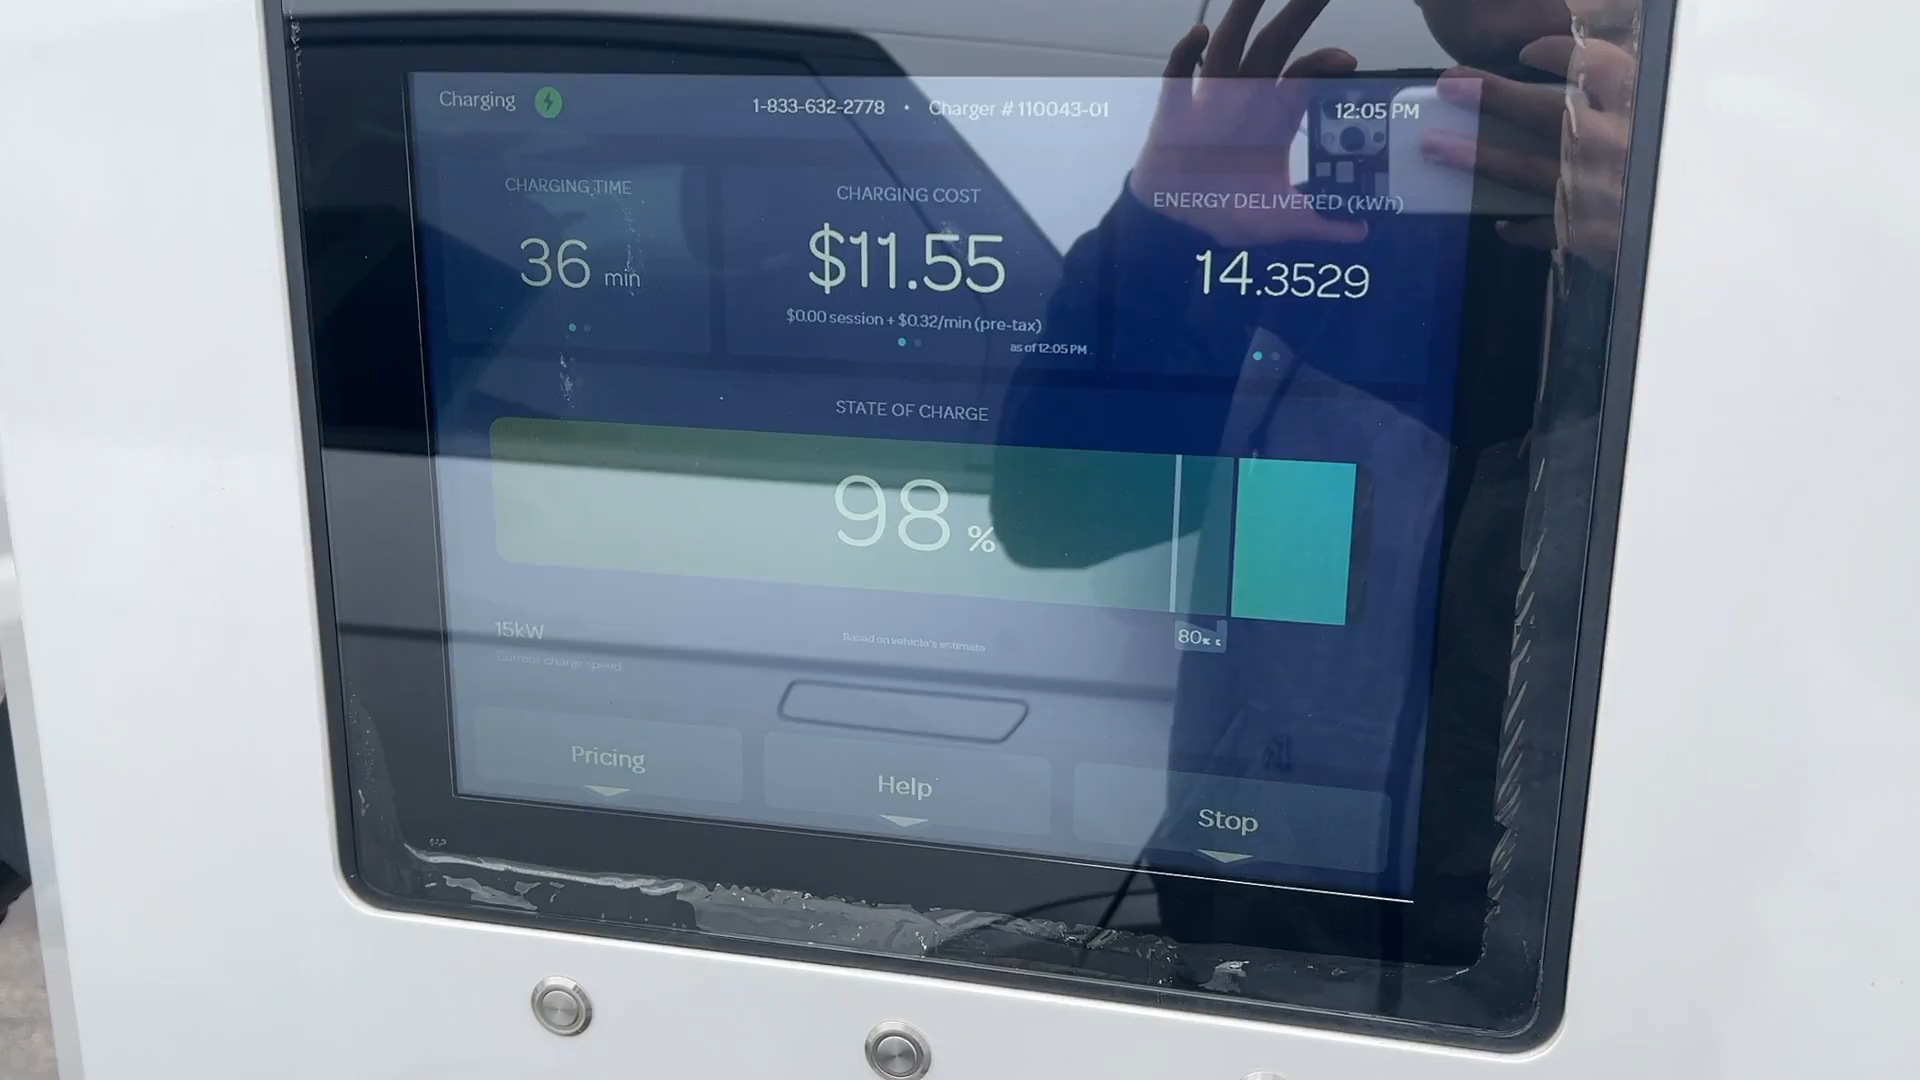 Charging
1-833-632-2778 • Charger # 110043-01
12:05 PM
CHARGING TIME
36 min
CHARGING COST
$11.55
$0.00 session + $0.32/min (pre-tax)
as of 12:05 PM
ENERGY DELIVERED (kWh)
14.3529
STATE OF CHARGE
98 %
80
15kW
Current charge speed
Based on vehicle's estimate
Pricing
Help
Stop